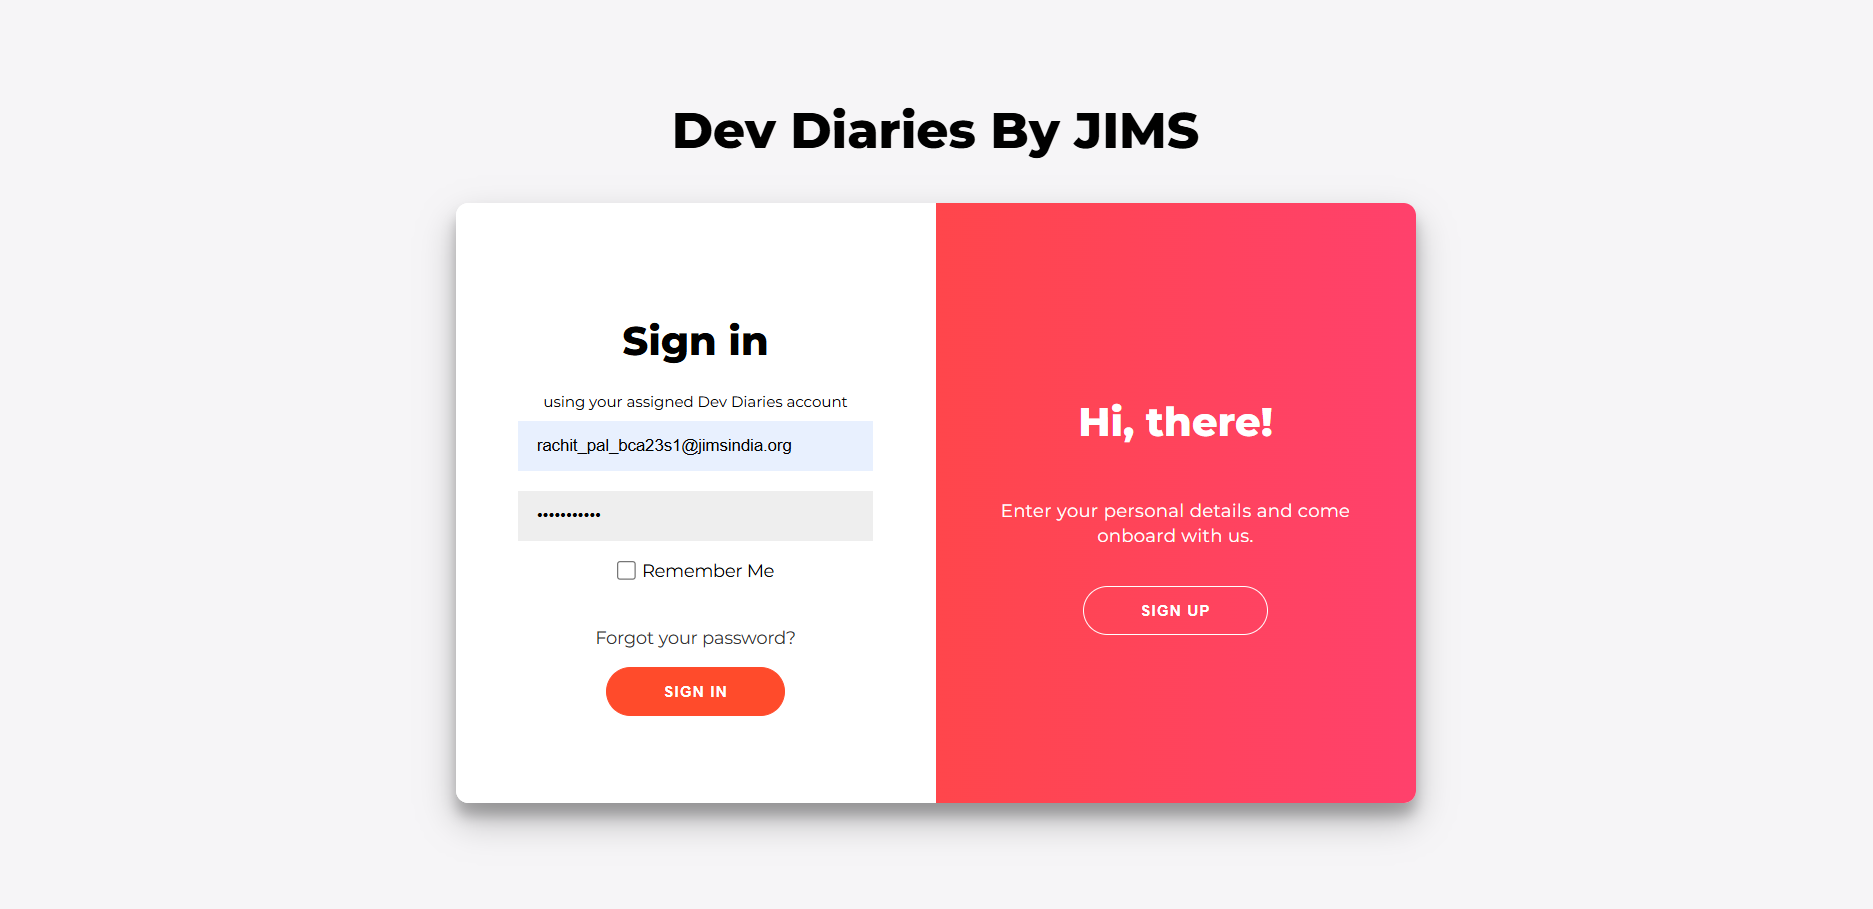 Dev Diaries By JIMS
Sign in
using your assigned Dev Diaries account
rachit_pal_bca23s1@jimsindia.org
•••••••••••
Remember Me
Forgot your password?
SIGN IN
Hi, there!
Enter your personal details and come
onboard with us.
SIGN UP